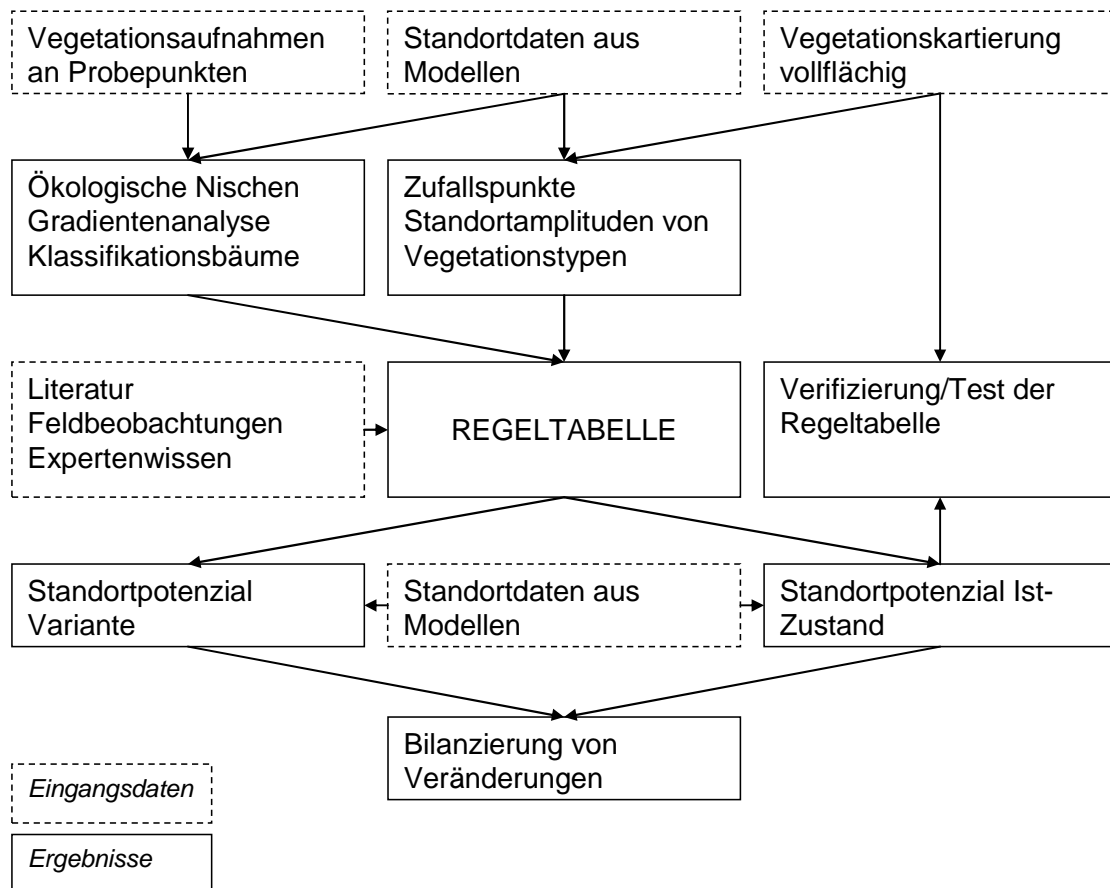 Vegetationsaufnahmen
an Probepunkten
Standortdaten aus
Modellen
Vegetationskartierung
vollflächig
Ökologische Nischen
Gradientenanalyse
Klassifikationsbäume
Zufallspunkte
Standortamplituden von
Vegetationstypen
Literatur
Feldbeobachtungen
Expertenwissen
REGELTABELLE
Verifizierung/Test der
Regeltabelle
Standortpotenzial
Variante
Standortdaten aus
Modellen
Standortpotenzial Ist-
Zustand
Bilanzierung von
Veränderungen
Eingangsdaten
Ergebnisse